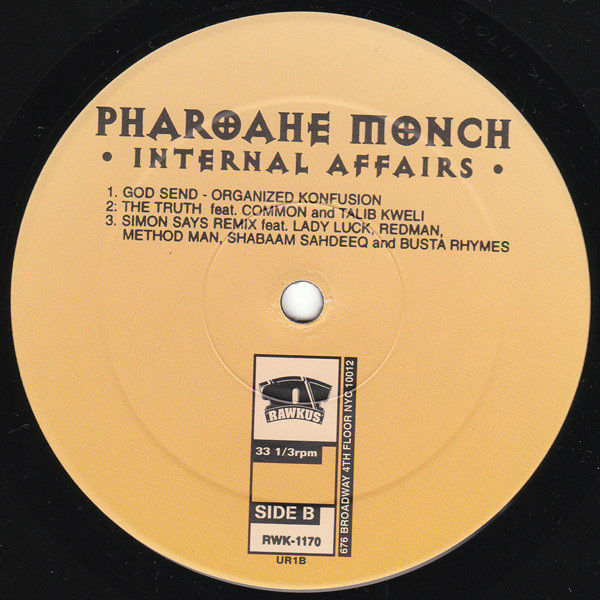 PHAROAHE MONCH
• INTERNAL AFFAIRS •
1. GOD SEND - ORGANIZED KONFUSION
2: THE TRUTH feat. COMMON and TALIB KWELI
3. SIMON SAYS REMIX feat. LADY LUCK, REDMAN,
METHOD MAN, SHABAAM SAHDEEQ and BUSTA RHYMES
RAWKUS
33 1/3rpm
SIDE B
RWK-1170
676 BROADWAY 4TH FLOOR NYC 10012
UR1B